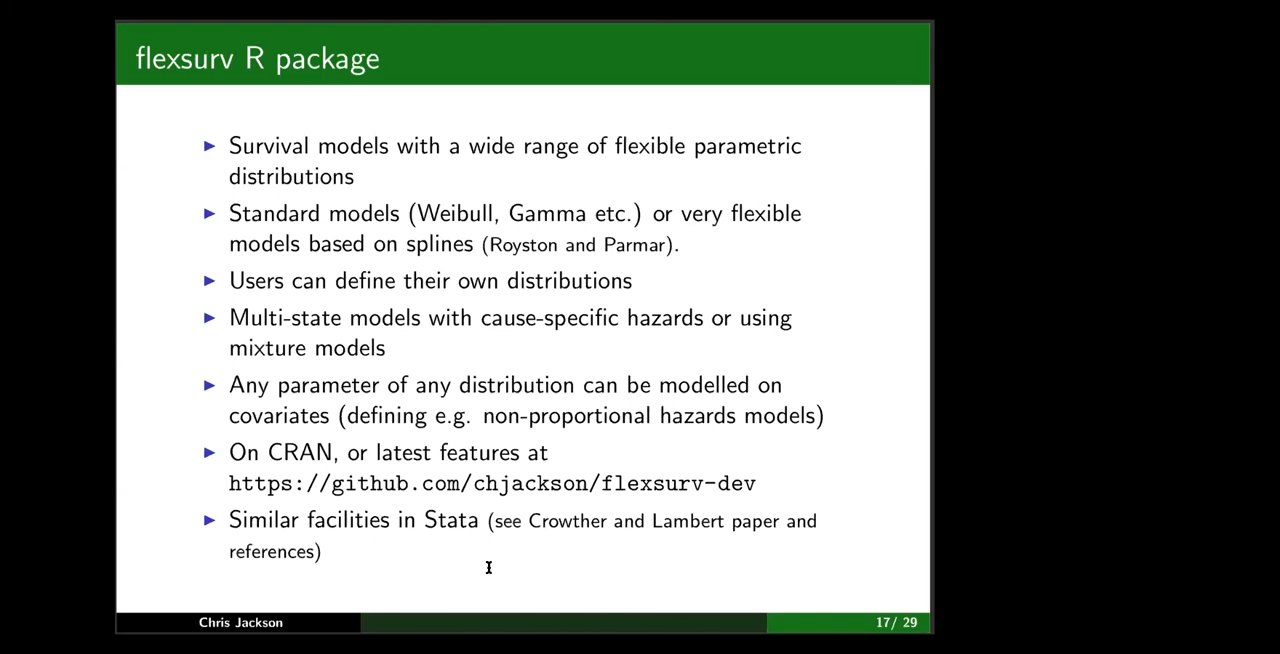 flexsurv R package
Survival models with a wide range of flexible parametric
distributions
Standard models (Weibull, Gamma etc.) or very flexible
models based on splines (Royston and Parmar).
Users can define their own distributions
Multi-state models with cause-specific hazards or using
mixture models
Any parameter of any distribution can be modelled on
covariates (defining e.g. non-proportional hazards models)
On CRAN, or latest features at
https://github.com/chjackson/flexsurv-dev
Similar facilities in Stata (see Crowther and Lambert paper and
references)
Chris Jackson
17/ 29